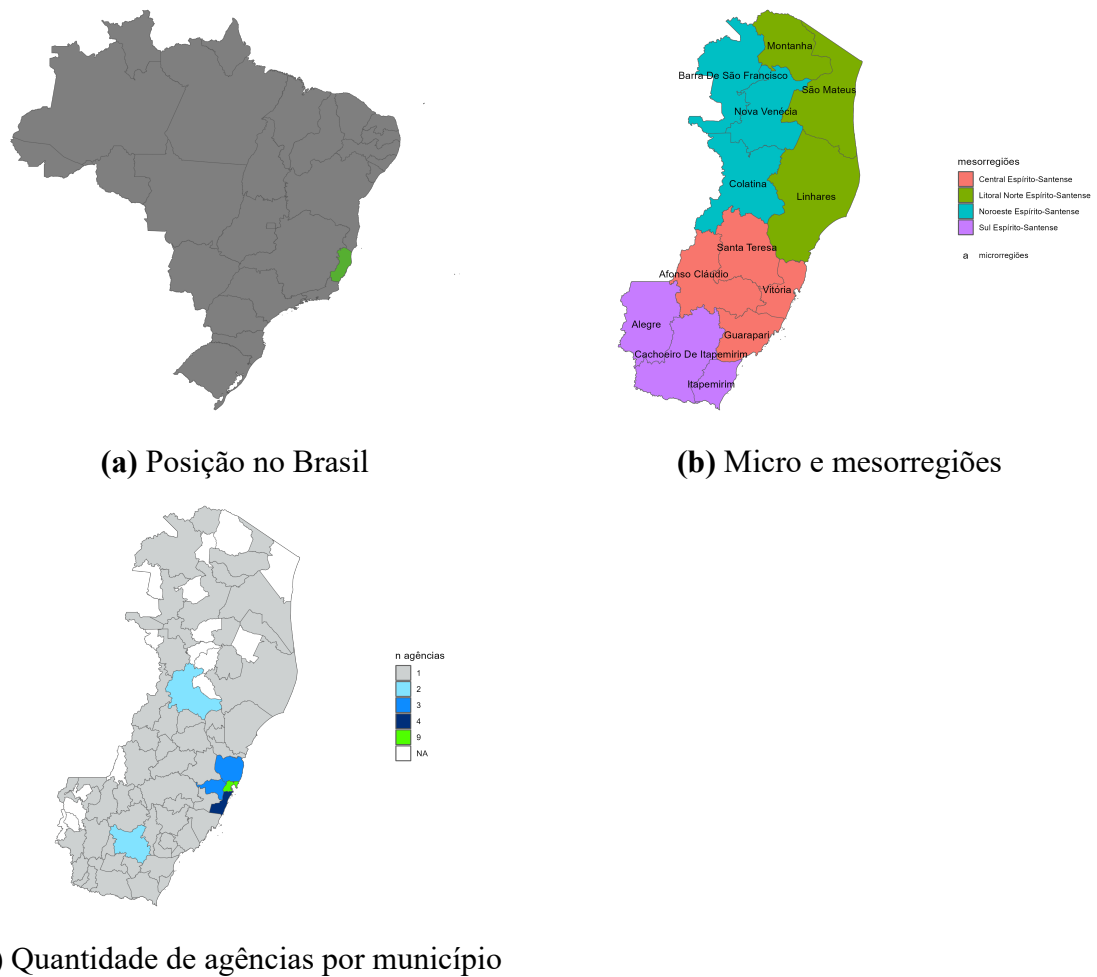 Montanha
Barra De São Francisco
São Mateus
Nova Venécia
Colatina
Linhares
Santa Teresa
Afonso Cláudio
Vitória
Alegre
Guarapari
Cachoeiro De Itapemirim
Itapemirim
mesorregiões
Central Espírito-Santense
Litoral Norte Espírito-Santense
Noroeste Espírito-Santense
Sul Espírito-Santense
a microrregiões
(a) Posição no Brasil
(b) Micro e mesorregiões
n agências
1
2
3
4
9
NA
) Quantidade de agências por município